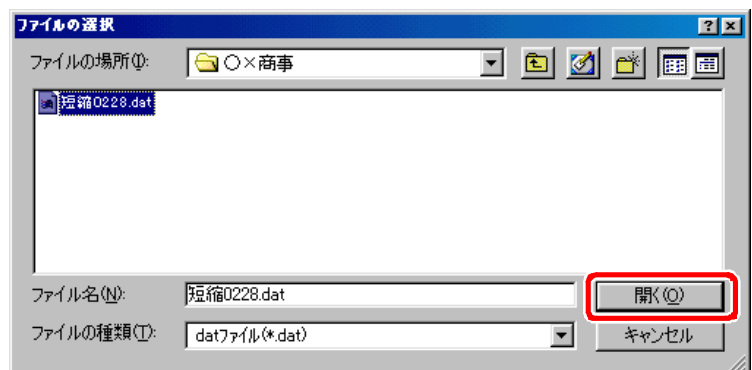 ファイルの選択
ファイルの場所(I): 〇×商事
短縮0228.dat
ファイル名(N): 短縮0228.dat 開く(O)
ファイルの種類(T): datファイル(*.dat) キャンセル